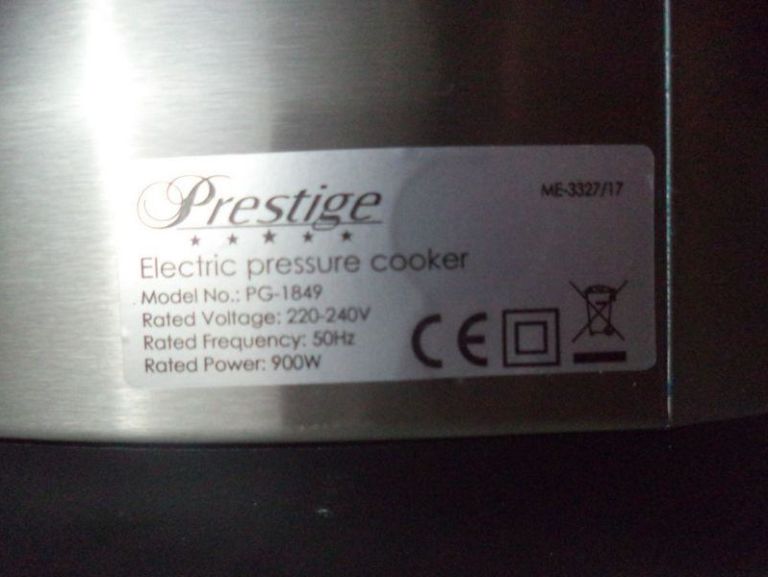 Prestige
ME-3327/17
Electric pressure cooker
Model No.: PG-1849
Rated Voltage: 220-240V
Rated Frequency: 50Hz
Rated Power: 900W
CE